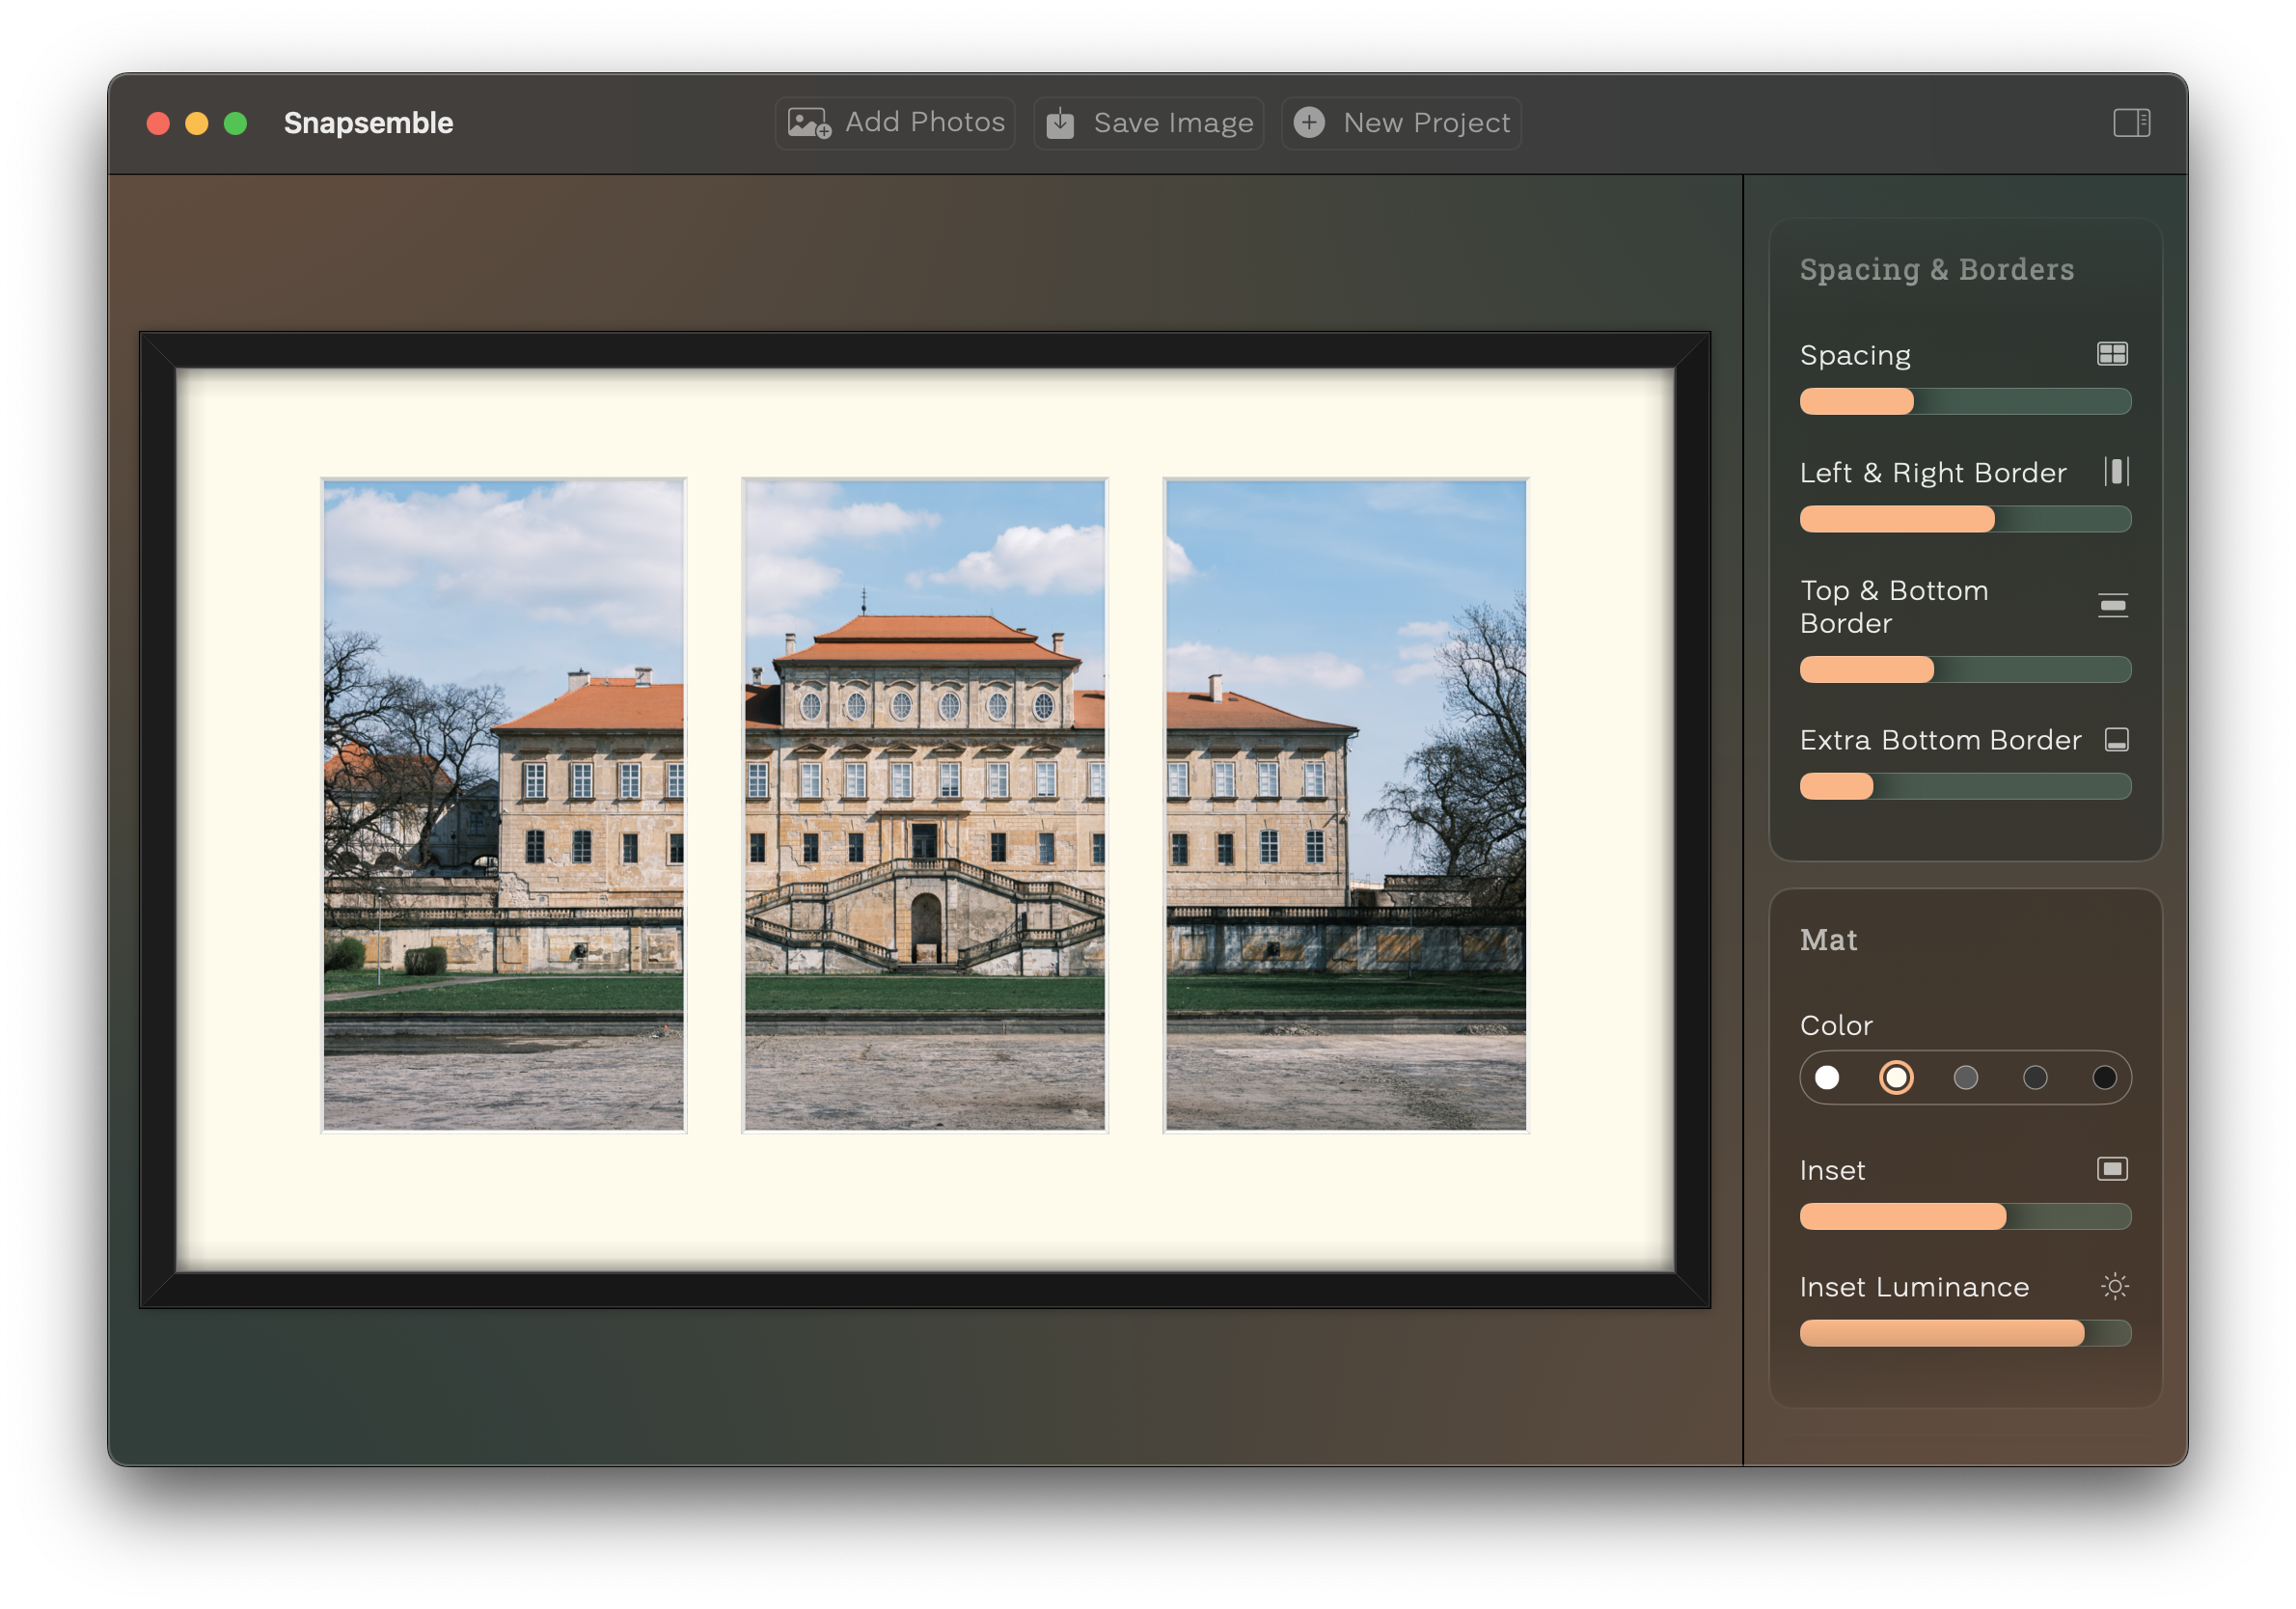 Snapsemble
Add Photos
Save Image
New Project
Spacing & Borders
Spacing
Left & Right Border
Top & Bottom
Border
Extra Bottom Border
Mat
Color
Inset
Inset Luminance